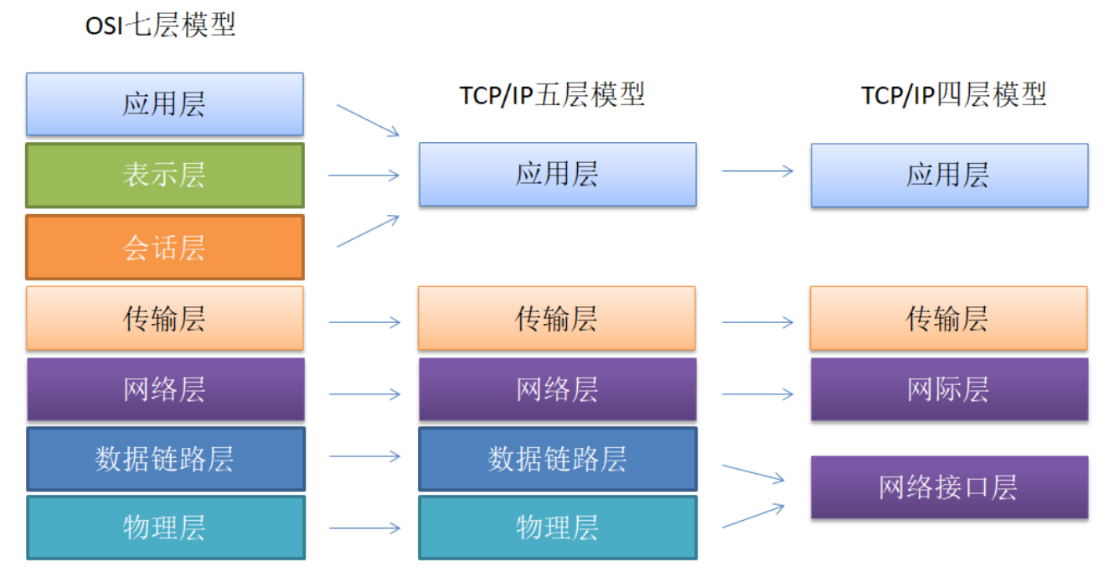 OSI七层模型
应用层
表示层
会话层
传输层
网络层
数据链路层
物理层
TCP/IP五层模型
应用层
传输层
网络层
数据链路层
物理层
TCP/IP四层模型
应用层
传输层
网际层
网络接口层